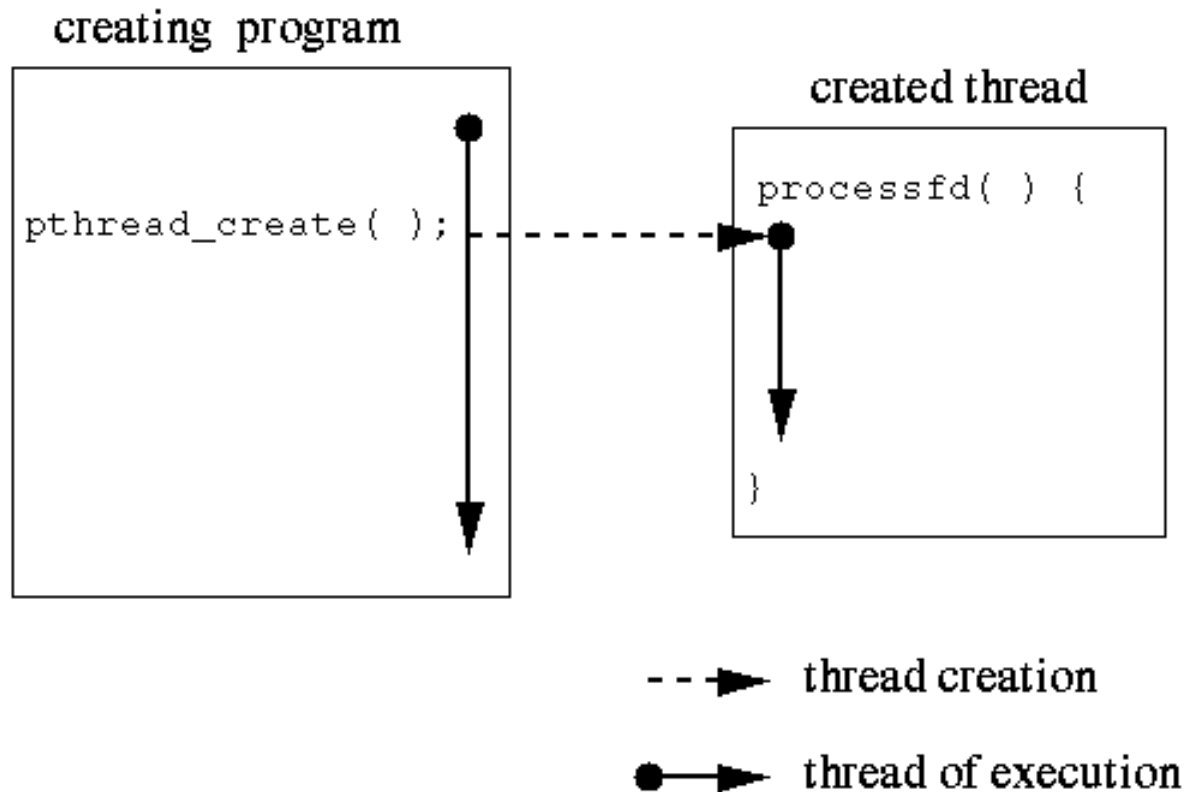 creating program
created thread
pthread_create( );
processfd( ) {
}
thread creation
thread of execution